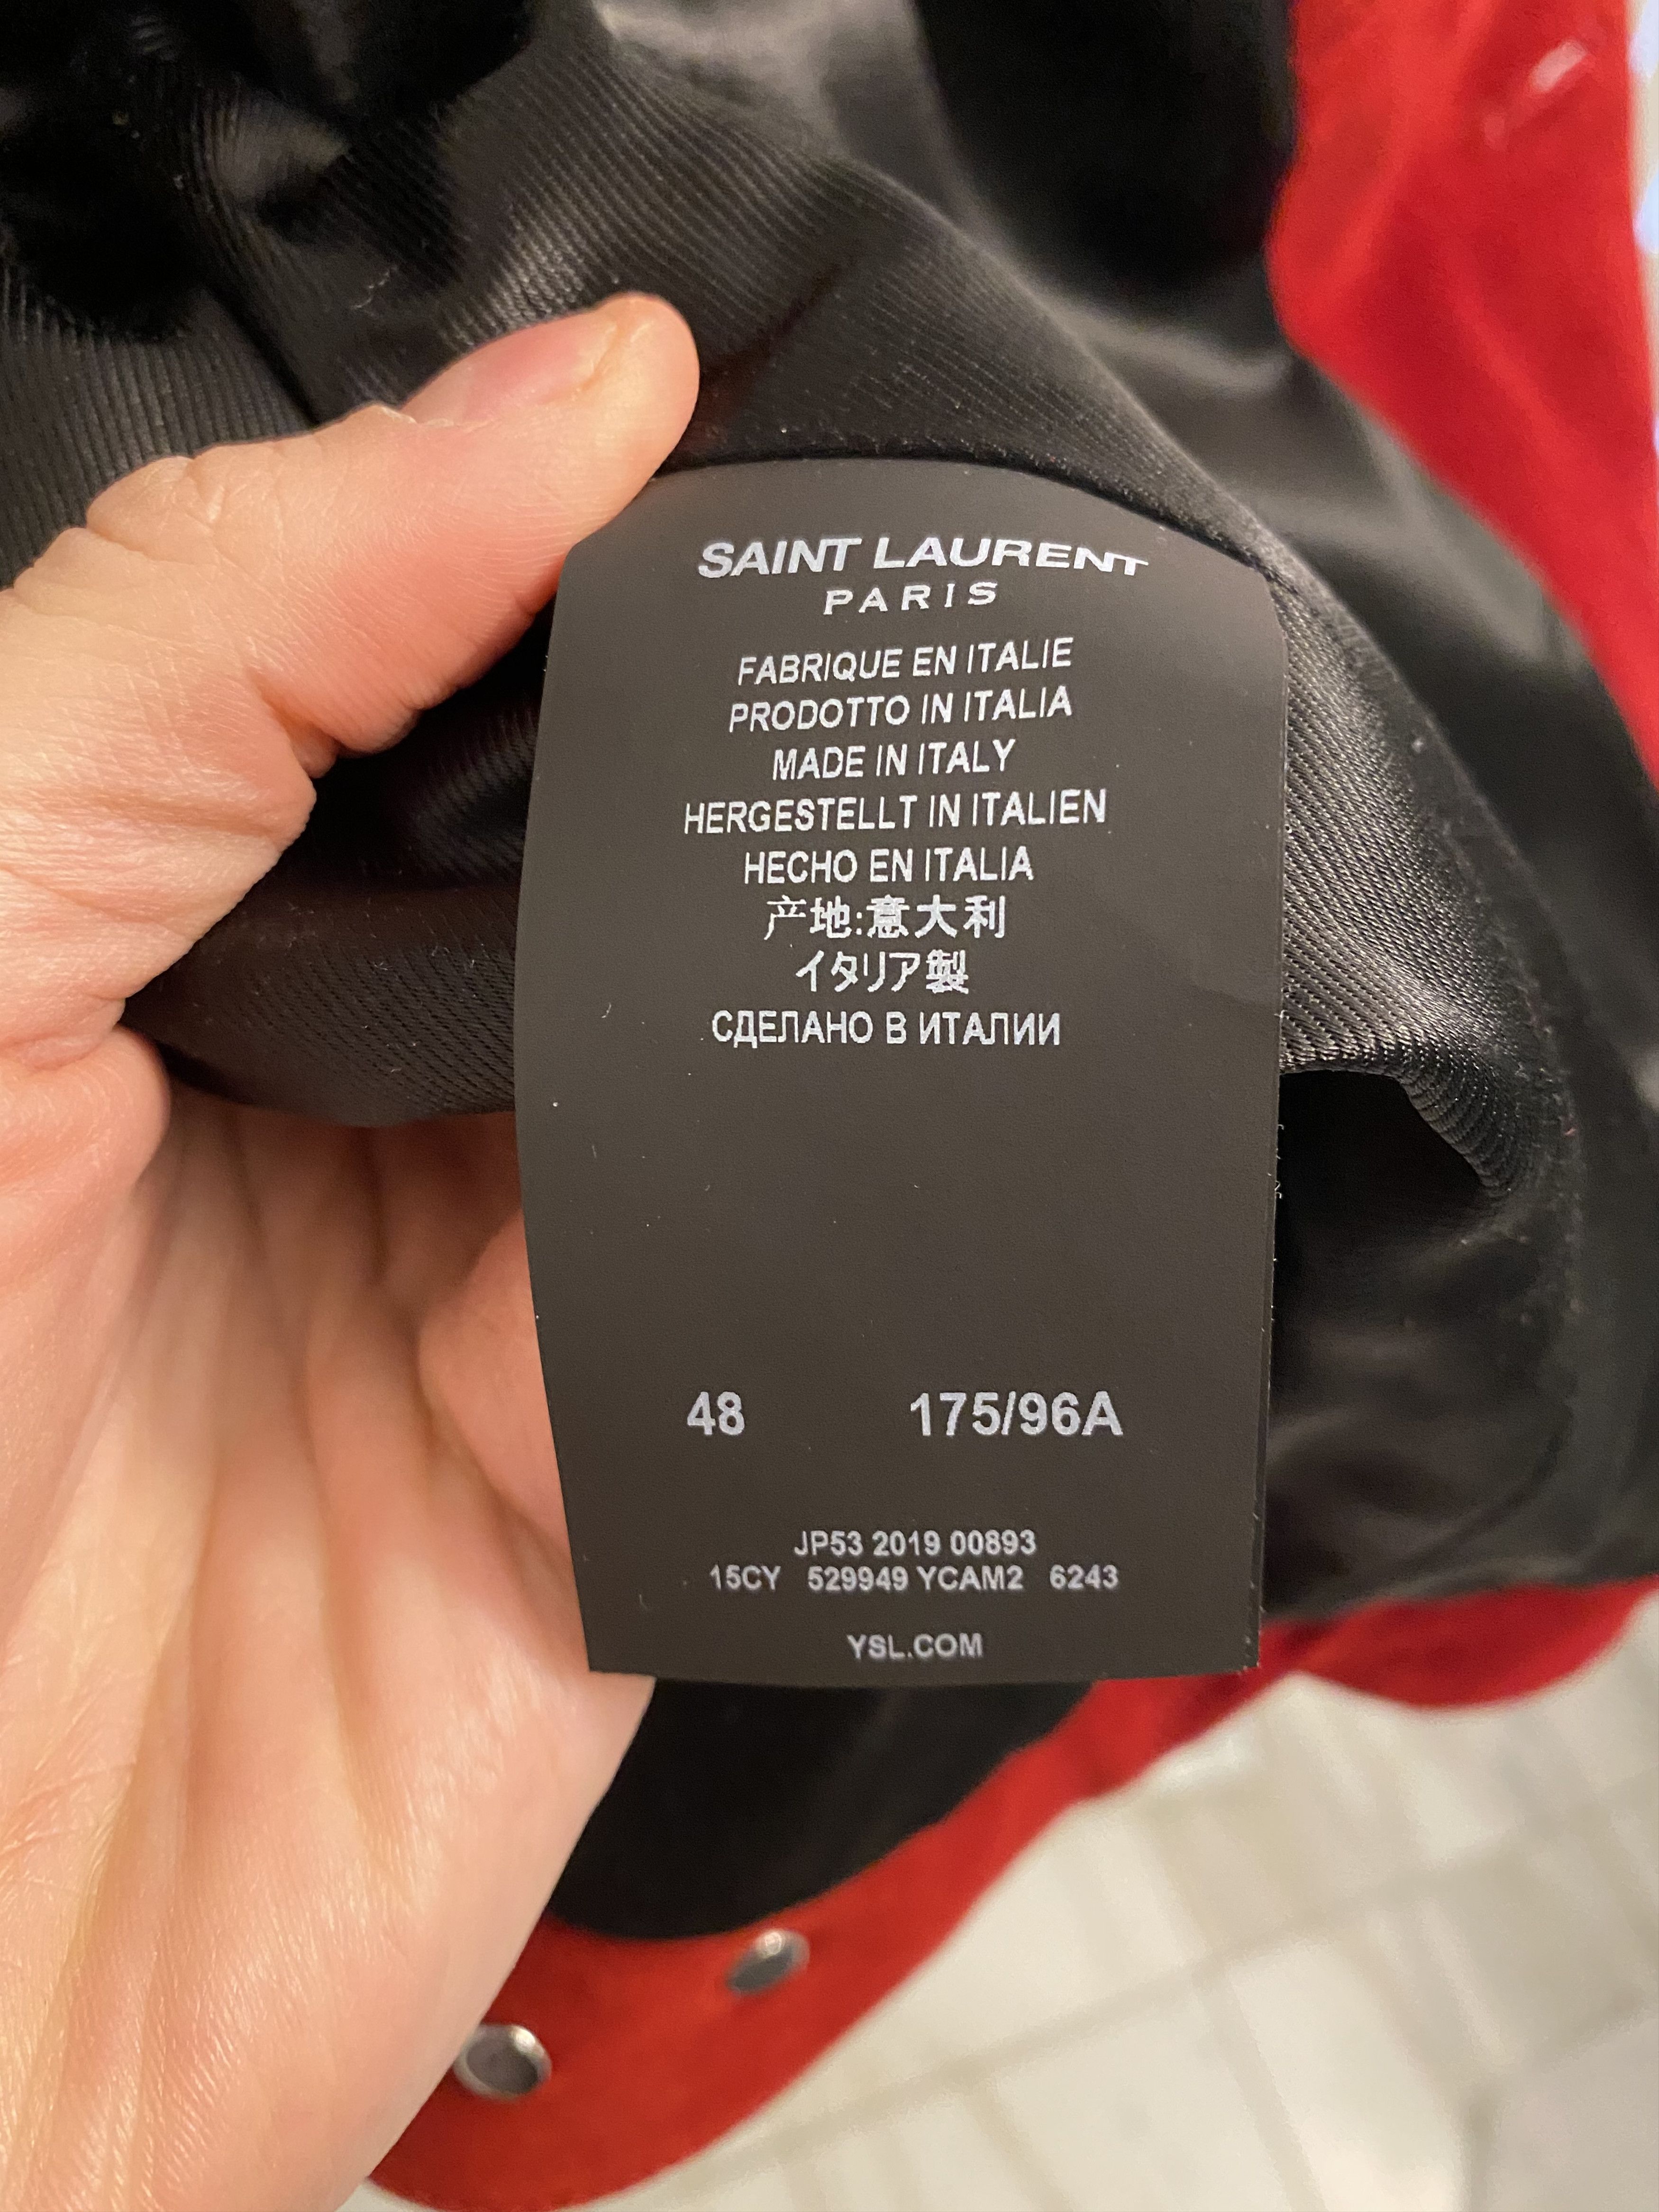 SAINT LAURENT
PARIS
FABRIQUE EN ITALIE
PRODOTTO IN ITALIA
MADE IN ITALY
HERGESTELLT IN ITALIEN
HECHO EN ITALIA
产地:意大利
イタリア製
СДЕЛАНО В ИТАЛИИ
48 175/96A
JP53 2019 00893
15CY 529949 YCAM2 6243
YSL.COM